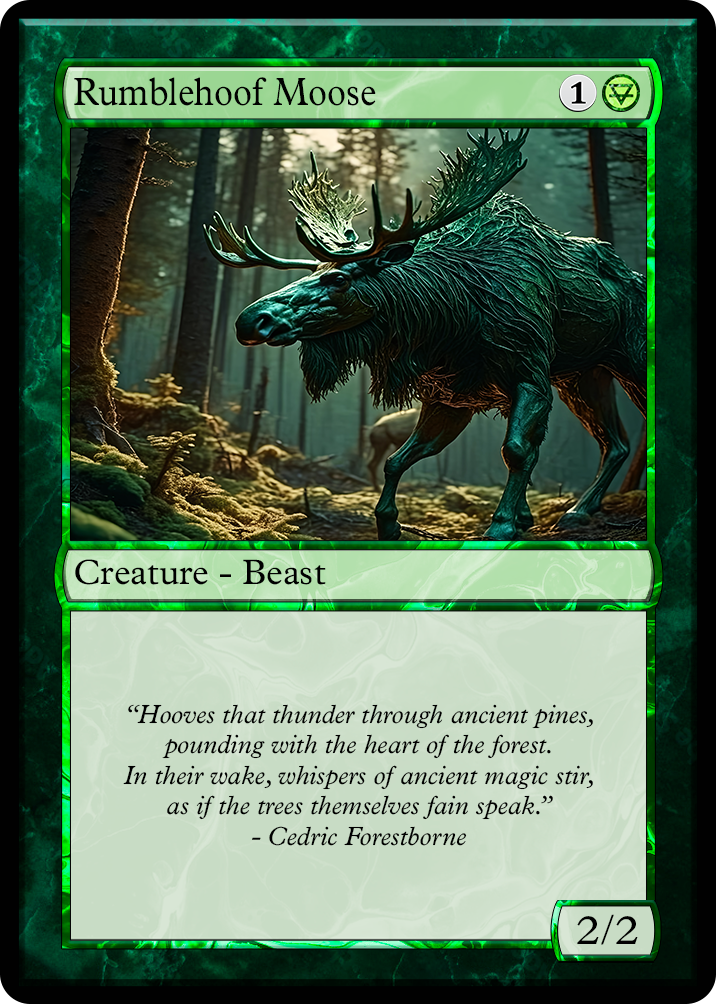 Rumblehoof Moose 1
Creature - Beast
“Hooves that thunder through ancient pines,
pounding with the heart of the forest.
In their wake, whispers of ancient magic stir,
as if the trees themselves fain speak.”
- Cedric Forestborne
2/2